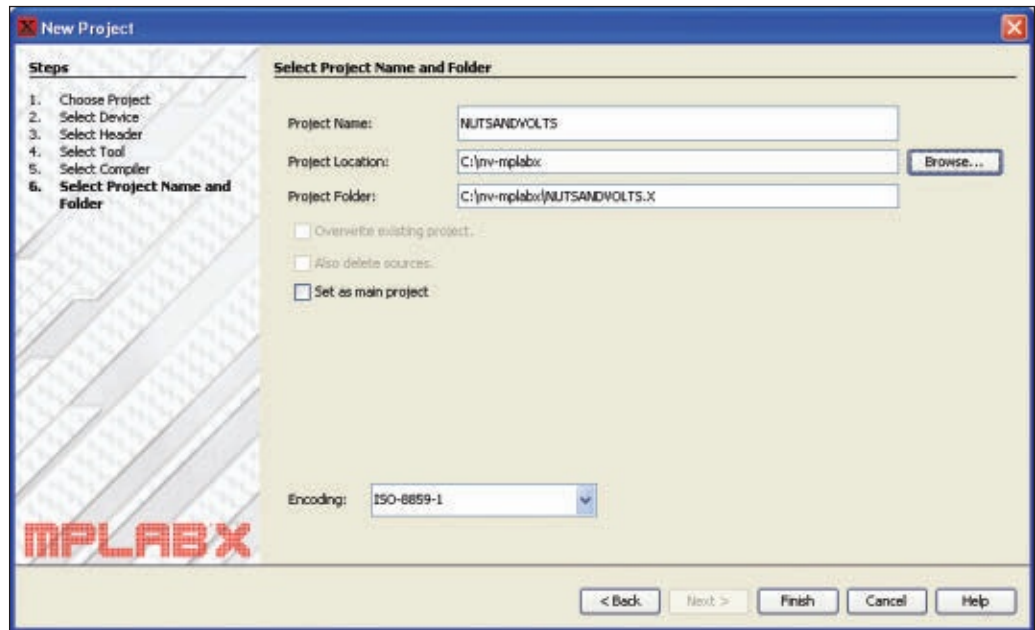 New Project
Steps
1. Choose Project
2. Select Device
3. Select Header
4. Select Tool
5. Select Compiler
6. Select Project Name and
Folder
MPLABX
Select Project Name and Folder
Project Name: NUTSANDVOLTS
Project Location: C:\nv-mplabx Browse...
Project Folder: C:\nv-mplabx\NUTSANDVOLTS.X
Overwrite existing project.
Also delete sources.
Set as main project
Encoding: ISO-8859-1
< Back Next > Finish Cancel Help